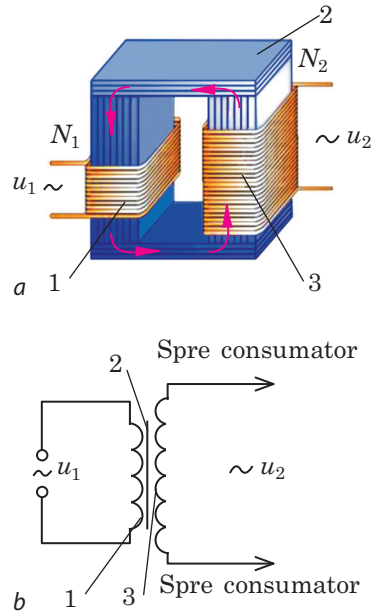 2
N₂
N₁
u₁ ~
~ u₂
1
3
a
Spre consumator
2
~ u₁
~ u₂
1
3
Spre consumator
b